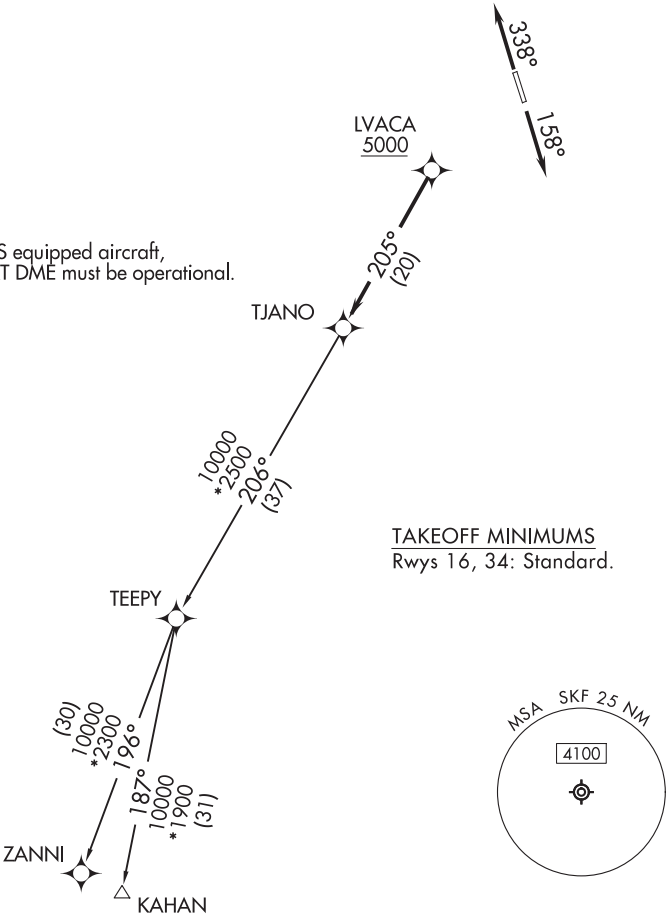 338°
158°
LVACA
5000
S equipped aircraft,
T DME must be operational.
205°
(20)
TJANO
10000
*2500
206°
(37)
TAKEOFF MINIMUMS
Rwys 16, 34: Standard.
TEEPY
(30)
10000
*2300
196°
187°
10000
*1900
(31)
MSA SKF 25 NM
4100
ZANNI
KAHAN